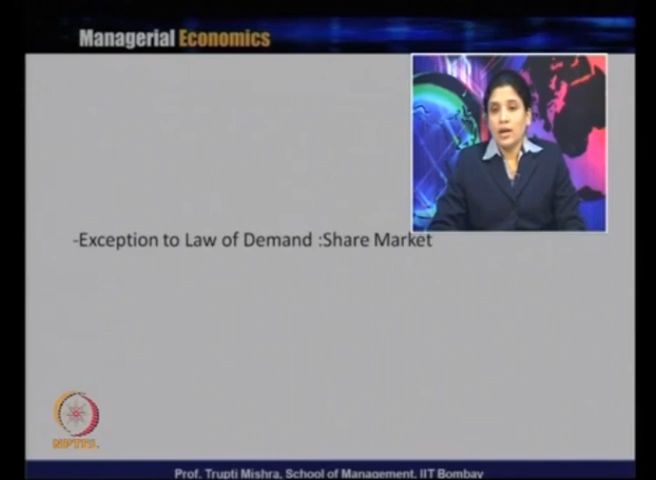 Managerial Economics
-Exception to Law of Demand :Share Market
NPTEL
Prof. Trupti Mishra, School of Management, IIT Bombay